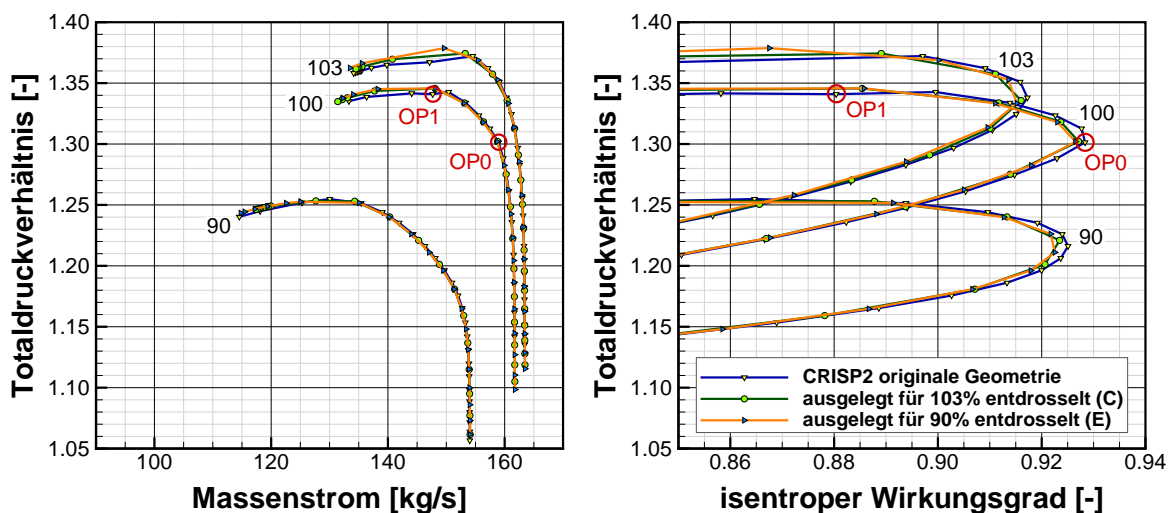 1.40
1.35
1.30
1.25
1.20
1.15
1.10
1.05
Totaldruckverhältnis [-]
103
100
90
OP1
OP0
100
120
140
160
Massenstrom [kg/s]
1.40
1.35
1.30
1.25
1.20
1.15
1.10
1.05
Totaldruckverhältnis [-]
103
100
90
OP1
OP0
CRISP2 originale Geometrie
ausgelegt für 103% entdrosselt (C)
ausgelegt für 90% entdrosselt (E)
0.86
0.88
0.90
0.92
0.94
isentroper Wirkungsgrad [-]